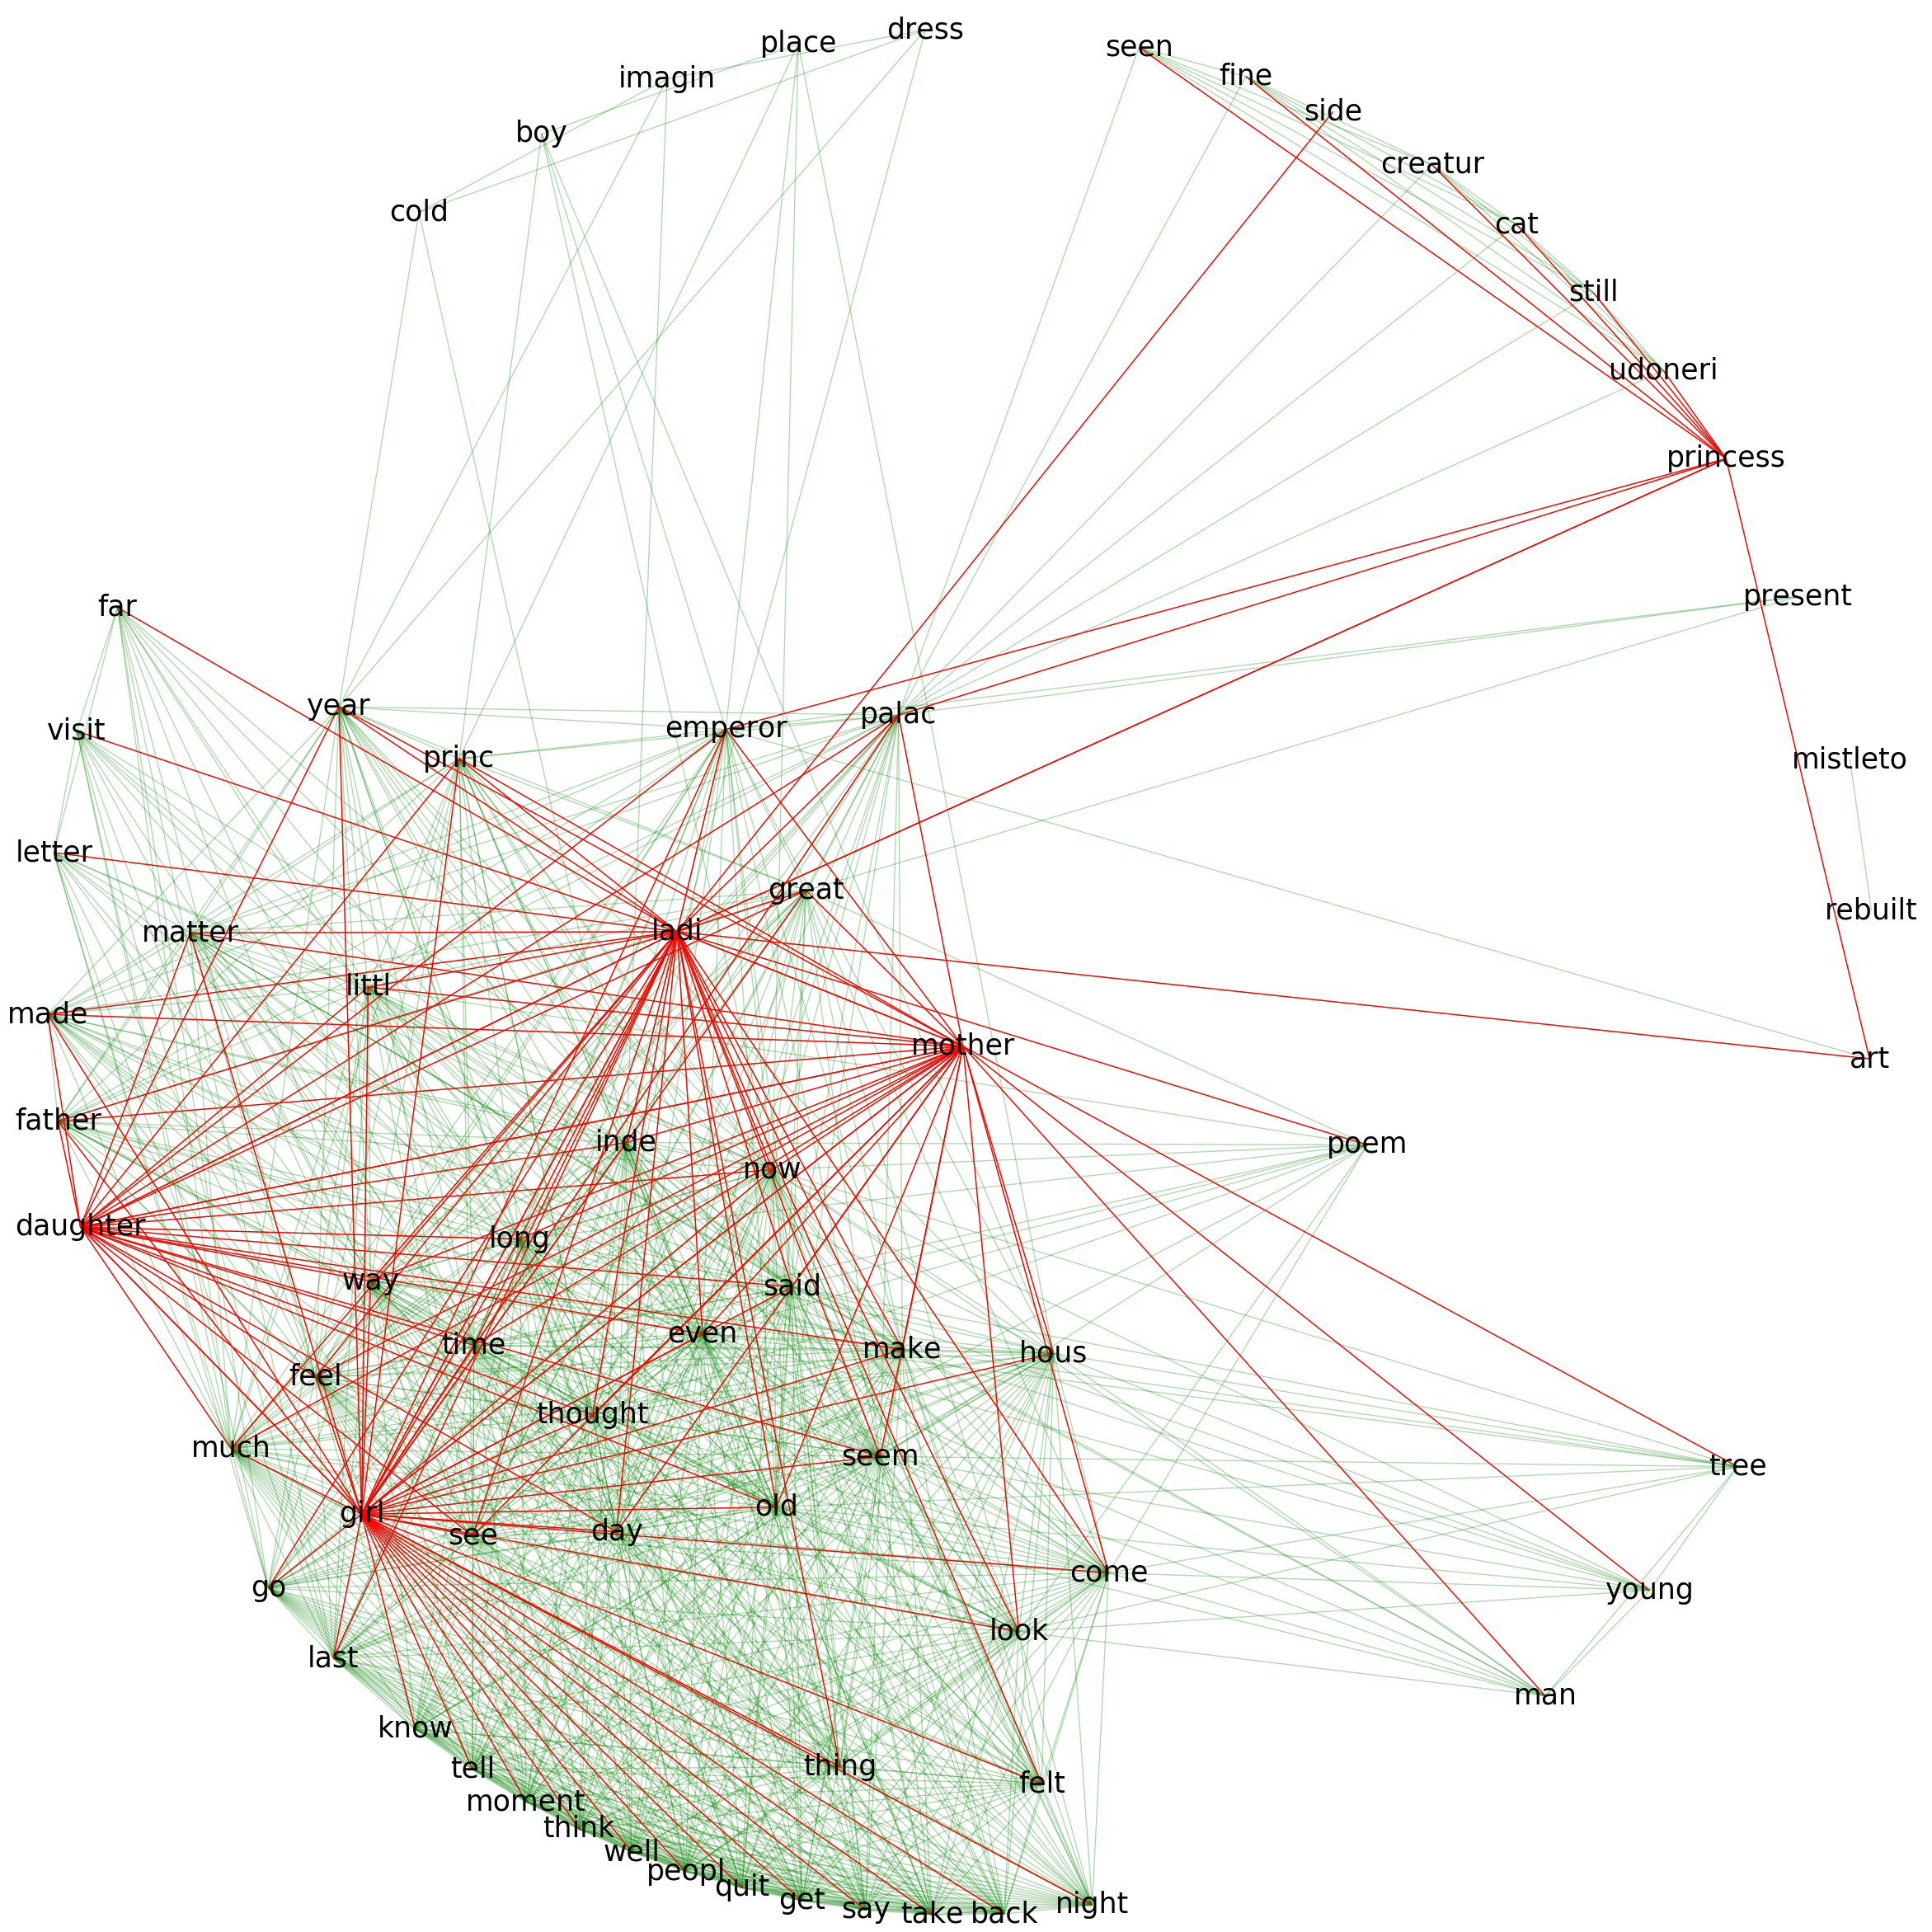 dress
place
seen
fine
imagin
side
boy
creatur
cold
cat
still
udoneri
princess
present
far
year
palac
visit
emperor
princ
mistleto
letter
great
rebuilt
matter
ladi
littl
made
mother
art
father
inde
poem
now
daughter
long
way
said
even
time
make
hous
feel
thought
much
seem
tree
old
girl
day
see
come
go
young
look
last
man
know
thing
tell
felt
moment
think
well
peopl
quit
get
night
say
take
back